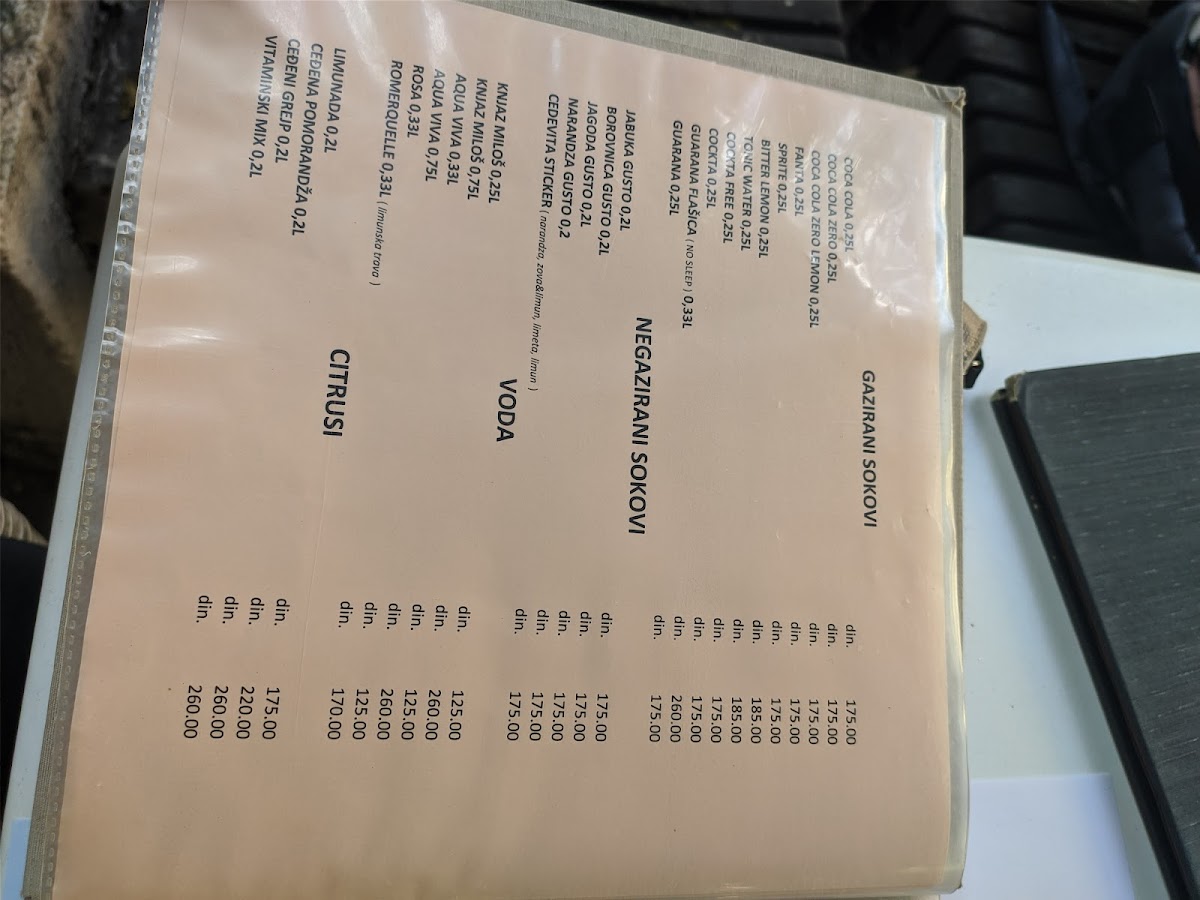 GAZIRANI SOKOVI
COCA COLA 0,25L din. 175.00
COCA COLA ZERO 0,25L din. 175.00
COCA COLA ZERO LEMON 0,25L din. 175.00
FANTA 0,25L din. 175.00
SPRITE 0,25L din. 175.00
BITTER LEMON 0,25L din. 185.00
TONIC WATER 0,25L din. 185.00
COCKTA FREE 0,25L din. 175.00
COCKTA 0,25L din. 175.00
GUARANA FLAŠICA ( NO SLEEP ) 0,33L din. 260.00
GUARANA 0,25L din. 175.00
NEGAZIRANI SOKOVI
JABUKA GUSTO 0,2L din. 175.00
BOROVNICA GUSTO 0,2L din. 175.00
JAGODA GUSTO 0,2L din. 175.00
NARANDZA GUSTO 0,2 din. 175.00
CEDEVITA STICKER ( narandža, zova&limun, limeta, limun ) din. 175.00
VODA
KNJAZ MILOŠ 0,25L din. 125.00
KNJAZ MILOŠ 0,75L din. 260.00
AQUA VIVA 0,33L din. 125.00
AQUA VIVA 0,75L din. 260.00
ROSA 0,33L din. 125.00
ROMERQUELLE 0,33L ( limunska trava ) din. 170.00
CITRUSI
LIMUNADA 0,2L din. 175.00
CEĐENA POMORANDŽA 0,2L din. 220.00
CEĐENI GREJP 0,2L din. 260.00
VITAMINSKI MIX 0,2L din. 260.00